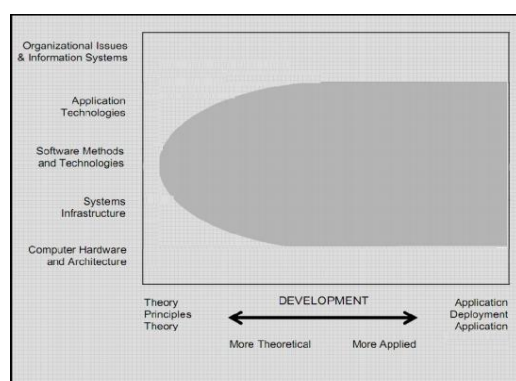 Organizational Issues
& Information Systems
Application
Technologies
Software Methods
and Technologies
Systems
Infrastructure
Computer Hardware
and Architecture
Theory
Principles
Theory
DEVELOPMENT
Application
Deployment
Application
More Theoretical
More Applied